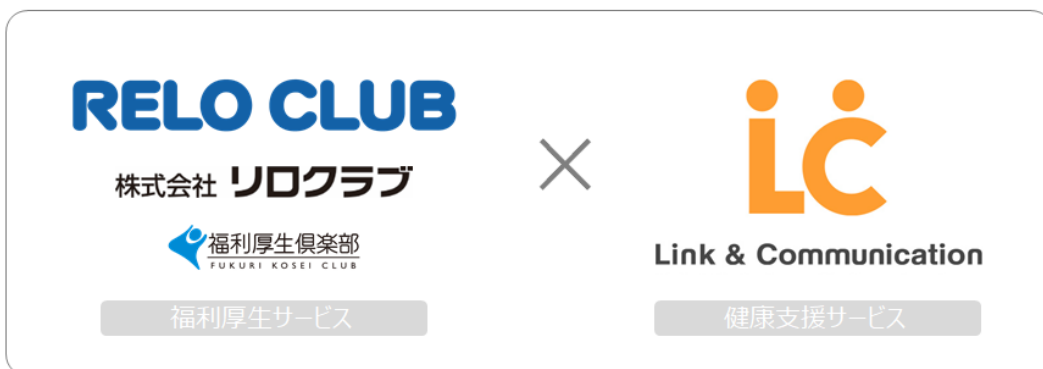 RELO CLUB
株式会社 リロクラブ
福利厚生倶楽部
FUKURI KOSEI CLUB
福利厚生サービス
×
LC
Link & Communication
健康支援サービス